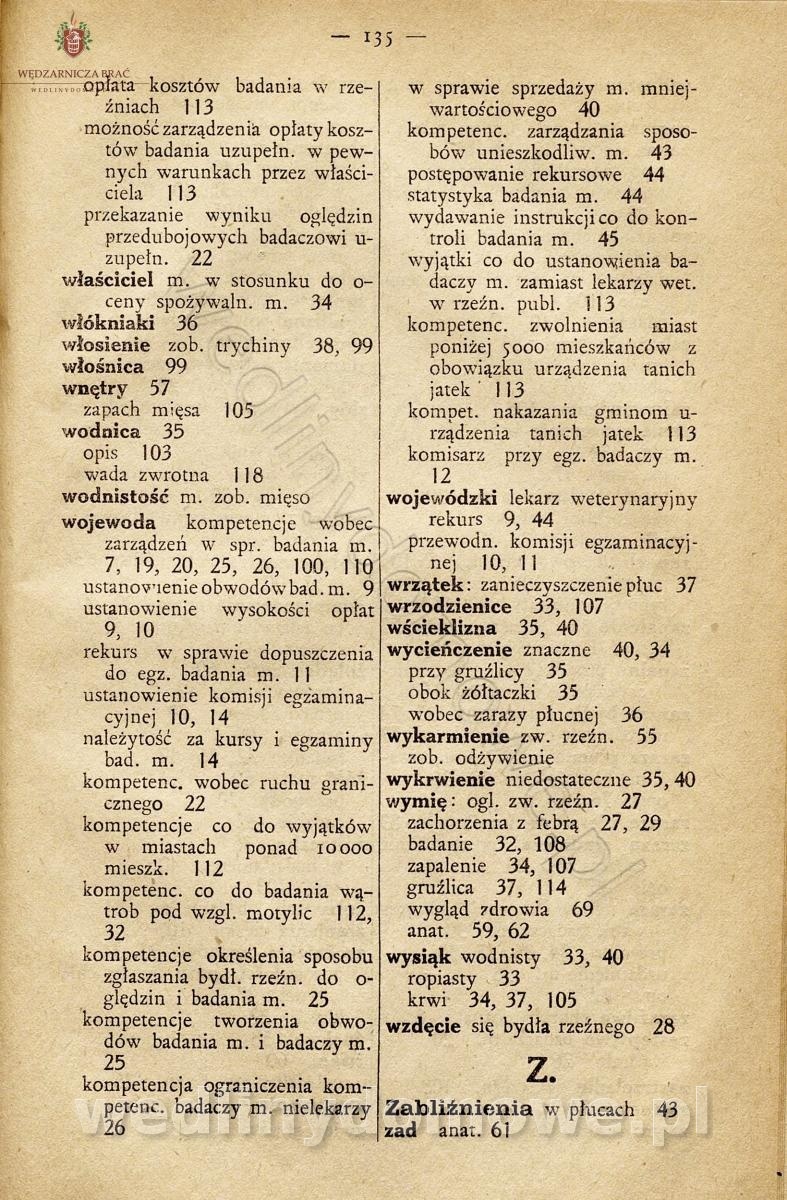 — 135 —
WĘDZARNICZA BRAĆ
opłata kosztów badania w rze-
źniach 113
możność zarządzenia opłaty kosz-
tów badania uzupełn. w pew-
nych warunkach przez właści-
ciela 113
przekazanie wyniku oględzin
przedubojowych badaczowi u-
zupełn. 22
właściciel m. w stosunku do o-
ceny spożywaln. m. 34
włókniaki 36
włosienie zob. trychiny 38, 99
włośnica 99
wnętry 57
zapach mięsa 105
wodnica 35
opis 103
wada zwrotna 118
wodnistość m. zob. mięso
wojewoda kompetencje wobec
zarządzeń w spr. badania m.
7, 19, 20, 25, 26, 100, 110
ustanowienie obwodów bad. m. 9
ustanowienie wysokości opłat
9, 10
rekurs w sprawie dopuszczenia
do egz. badania m. 11
ustanowienie komisji egzamina-
cyjnej 10, 14
należytość za kursy i egzaminy
bad. m. 14
kompetenc. wobec ruchu grani-
cznego 22
kompetencje co do wyjątków
w miastach ponad 10000
mieszk. 112
kompetenc. co do badania wą-
trob pod wzgl. motylic 112,
32
kompetencje określenia sposobu
zgłaszania bydł. rzeźn. do o-
ględzin i badania m. 25
kompetencje tworzenia obwo-
dów badania m. i badaczy m.
25
kompetencja ograniczenia kom-
petenc. badaczy m. nielekarzy
26
w sprawie sprzedaży m. mniej-
wartościowego 40
kompetenc. zarządzania sposo-
bów unieszkodliw. m. 43
postępowanie rekursowe 44
statystyka badania m. 44
wydawanie instrukcji co do kon-
troli badania m. 45
wyjątki co do ustanowienia ba-
daczy m. zamiast lekarzy wet.
w rzeźn. publ. 113
kompetenc. zwolnienia miast
poniżej 5000 mieszkańców z
obowiązku urządzenia tanich
jatek 113
kompet. nakazania gminom u-
rządzenia tanich jatek 113
komisarz przy egz. badaczy m.
12
wojewódzki lekarz weterynaryjny
rekurs 9, 44
przewodn. komisji egzaminacyj-
nej 10, 11
wrzątek: zanieczyszczenie płuc 37
wrzodzienice 33, 107
wścieklizna 35, 40
wycieńczenie znaczne 40, 34
przy gruźlicy 35
obok żółtaczki 35
wobec zarazy płucnej 36
wykarmienie zw. rzeźn. 55
zob. odżywienie
wykrwienie niedostateczne 35, 40
wymię: ogl. zw. rzeźn. 27
zachorzenia z febrą 27, 29
badanie 32, 108
zapalenie 34, 107
gruźlica 37, 114
wygląd zdrowia 69
anat. 59, 62
wysiąk wodnisty 33, 40
ropiasty 33
krwi 34, 37, 105
wzdęcie się bydła rzeźnego 28
Z.
Zabliźnienia w płucach 43
zad anat. 61